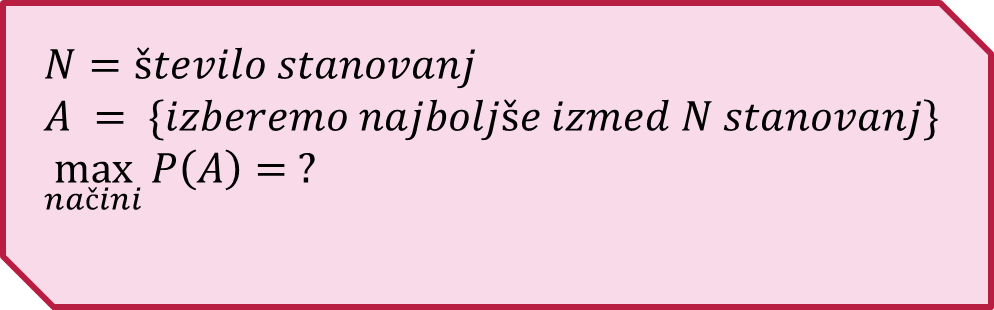 N = število stanovanj
A = {izberemo najboljše izmed N stanovanj}
max P(A) = ?
načini